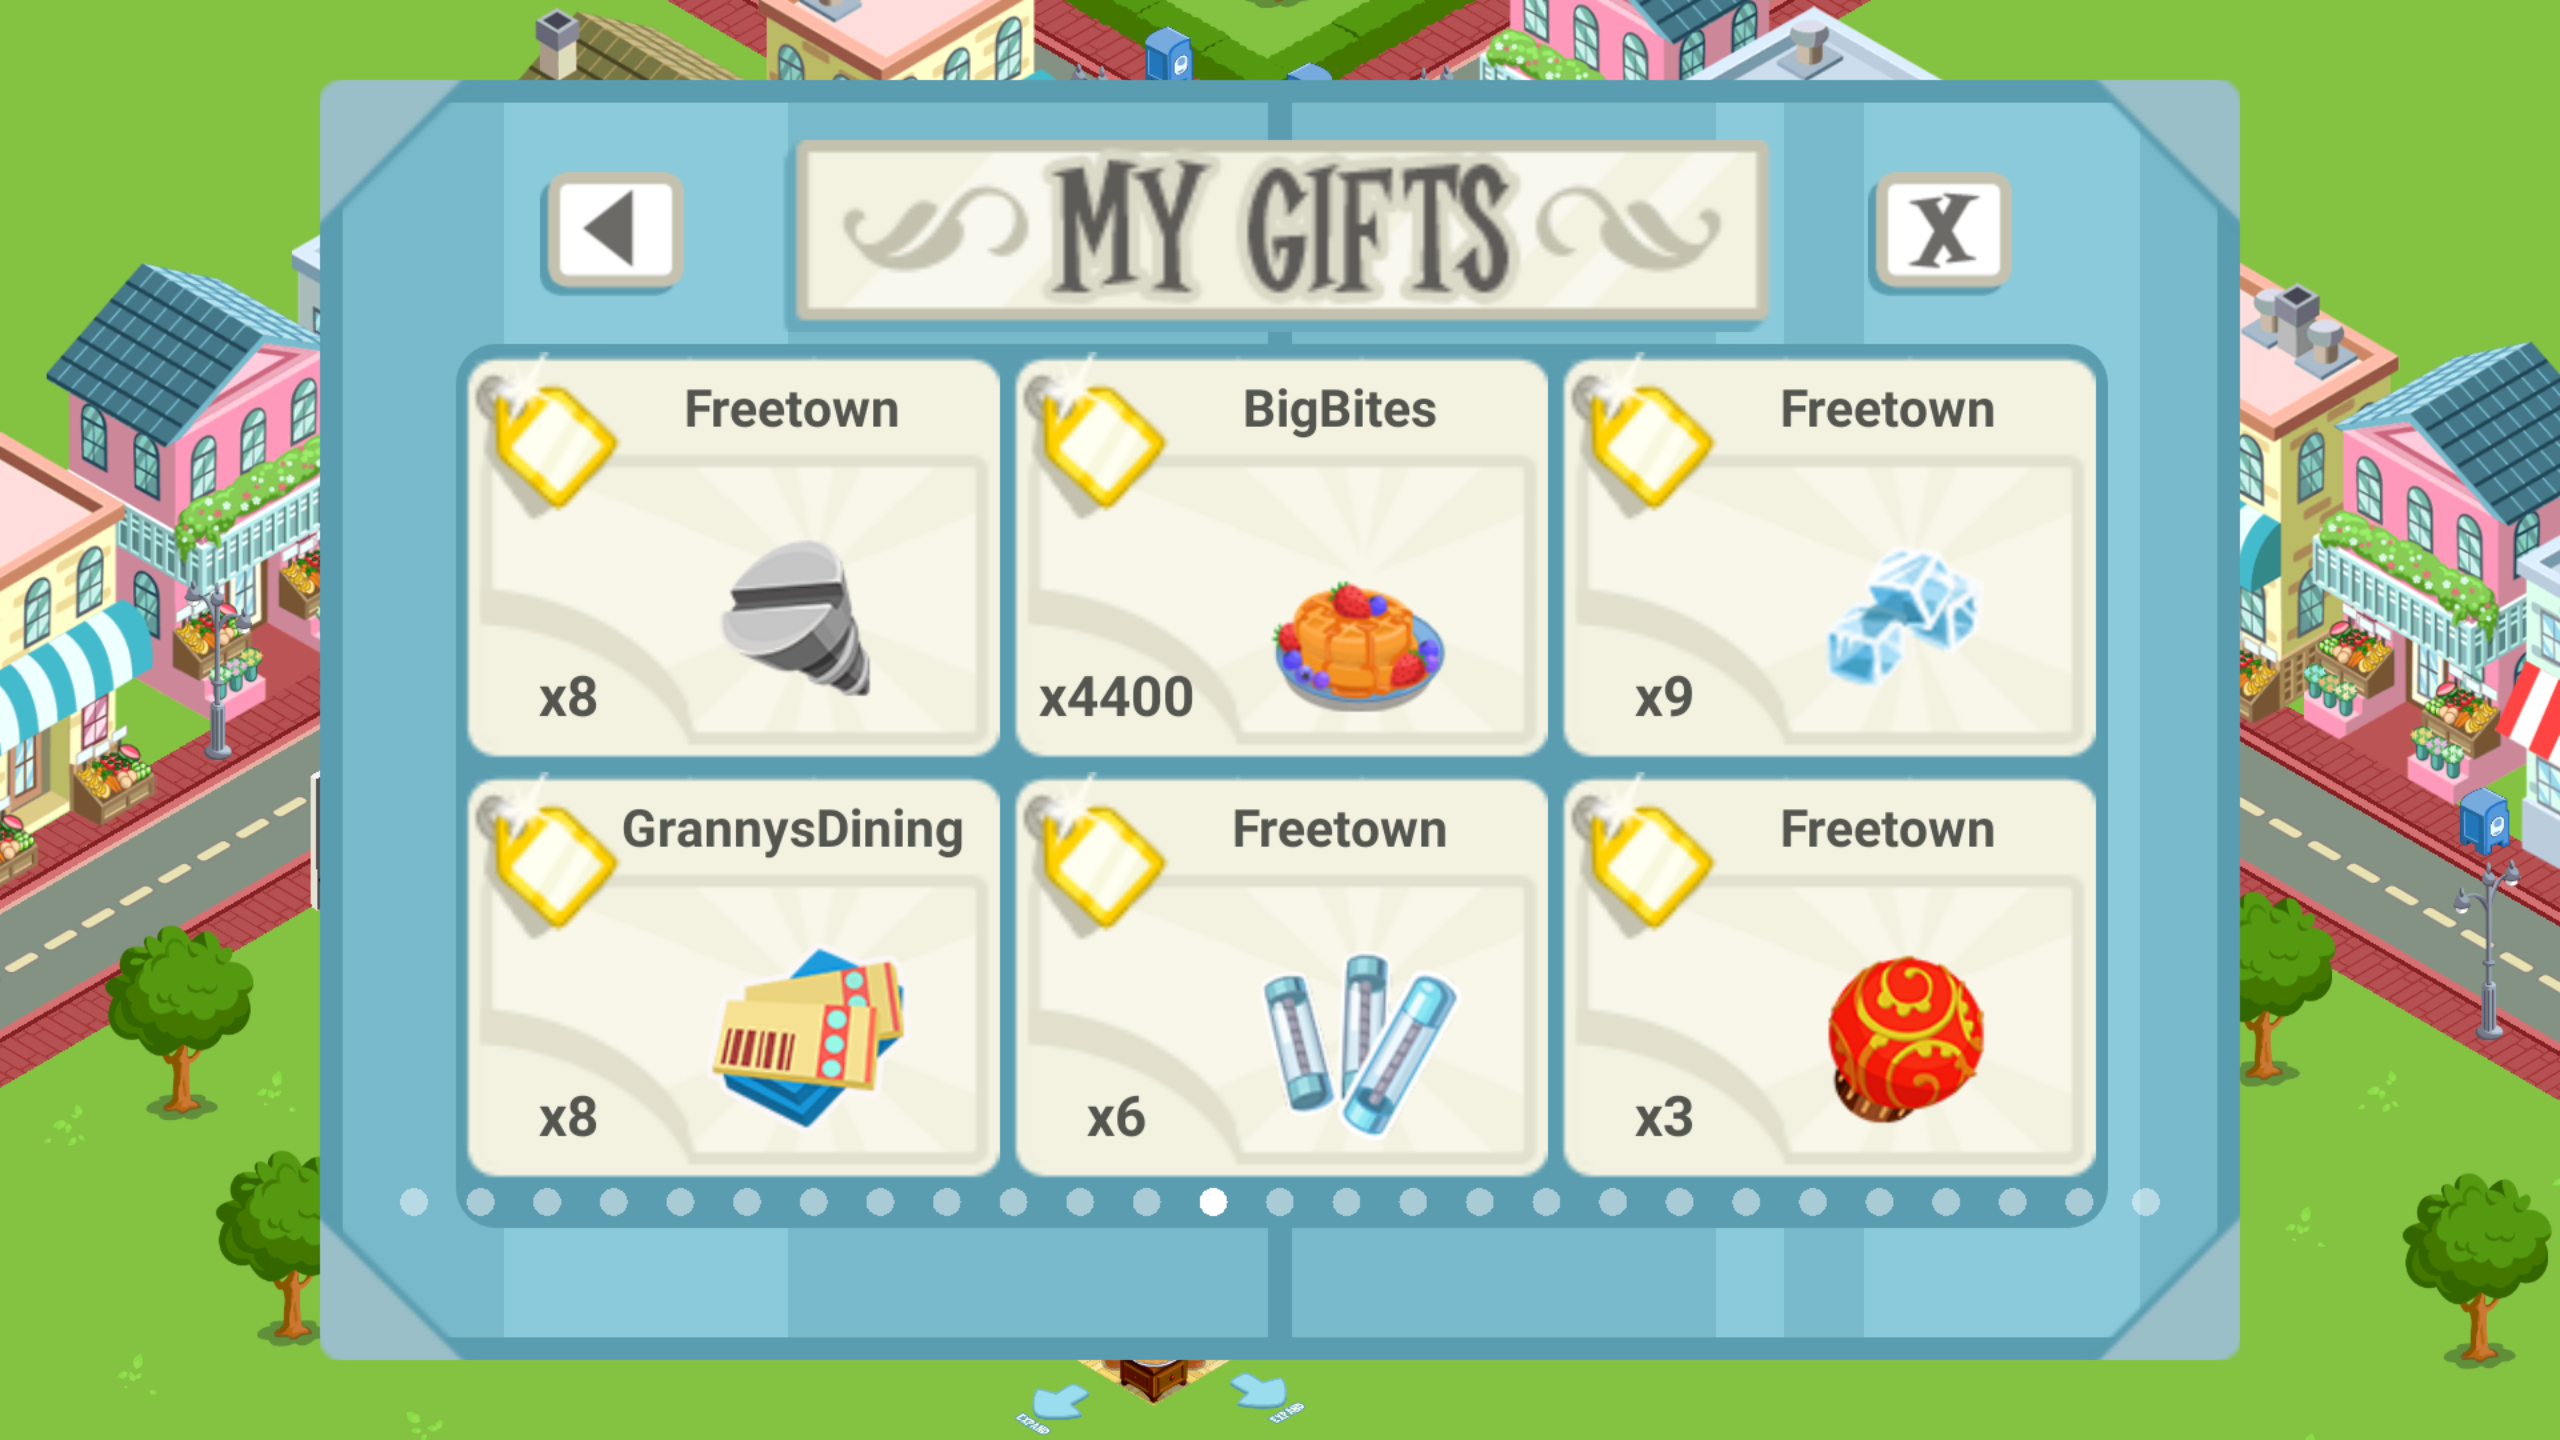 MY GIFTS
X
Freetown
x8
BigBites
x4400
Freetown
x9
GrannysDining
x8
Freetown
x6
Freetown
x3
EXPAND
EXPAND